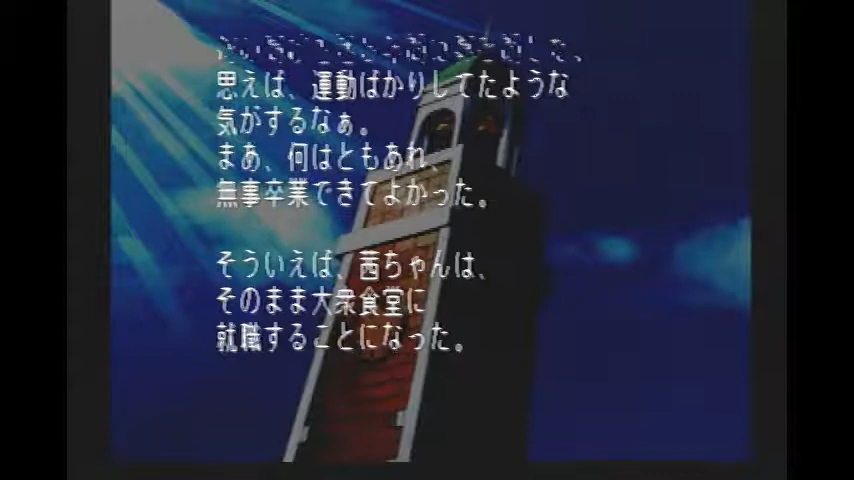 思えば、運動ばかりしてたような
気がするなぁ。
まあ、何はともあれ、
無事卒業できてよかった。
そういえば、茜ちゃんは、
そのまま大衆食堂に
就職することになった。